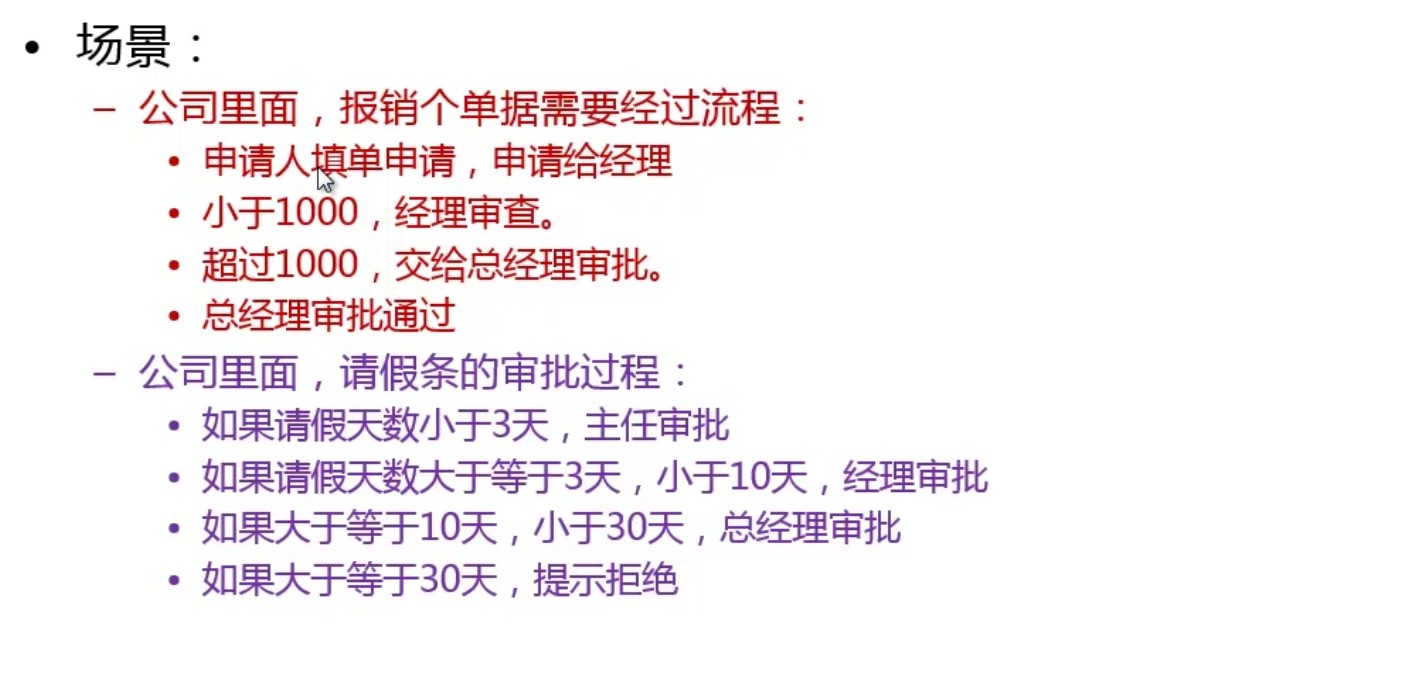 • 场景：
– 公司里面，报销个单据需要经过流程：
• 申请人填单申请，申请给经理
• 小于1000，经理审查。
• 超过1000，交给总经理审批。
• 总经理审批通过
– 公司里面，请假条的审批过程：
• 如果请假天数小于3天，主任审批
• 如果请假天数大于等于3天，小于10天，经理审批
• 如果大于等于10天，小于30天，总经理审批
• 如果大于等于30天，提示拒绝